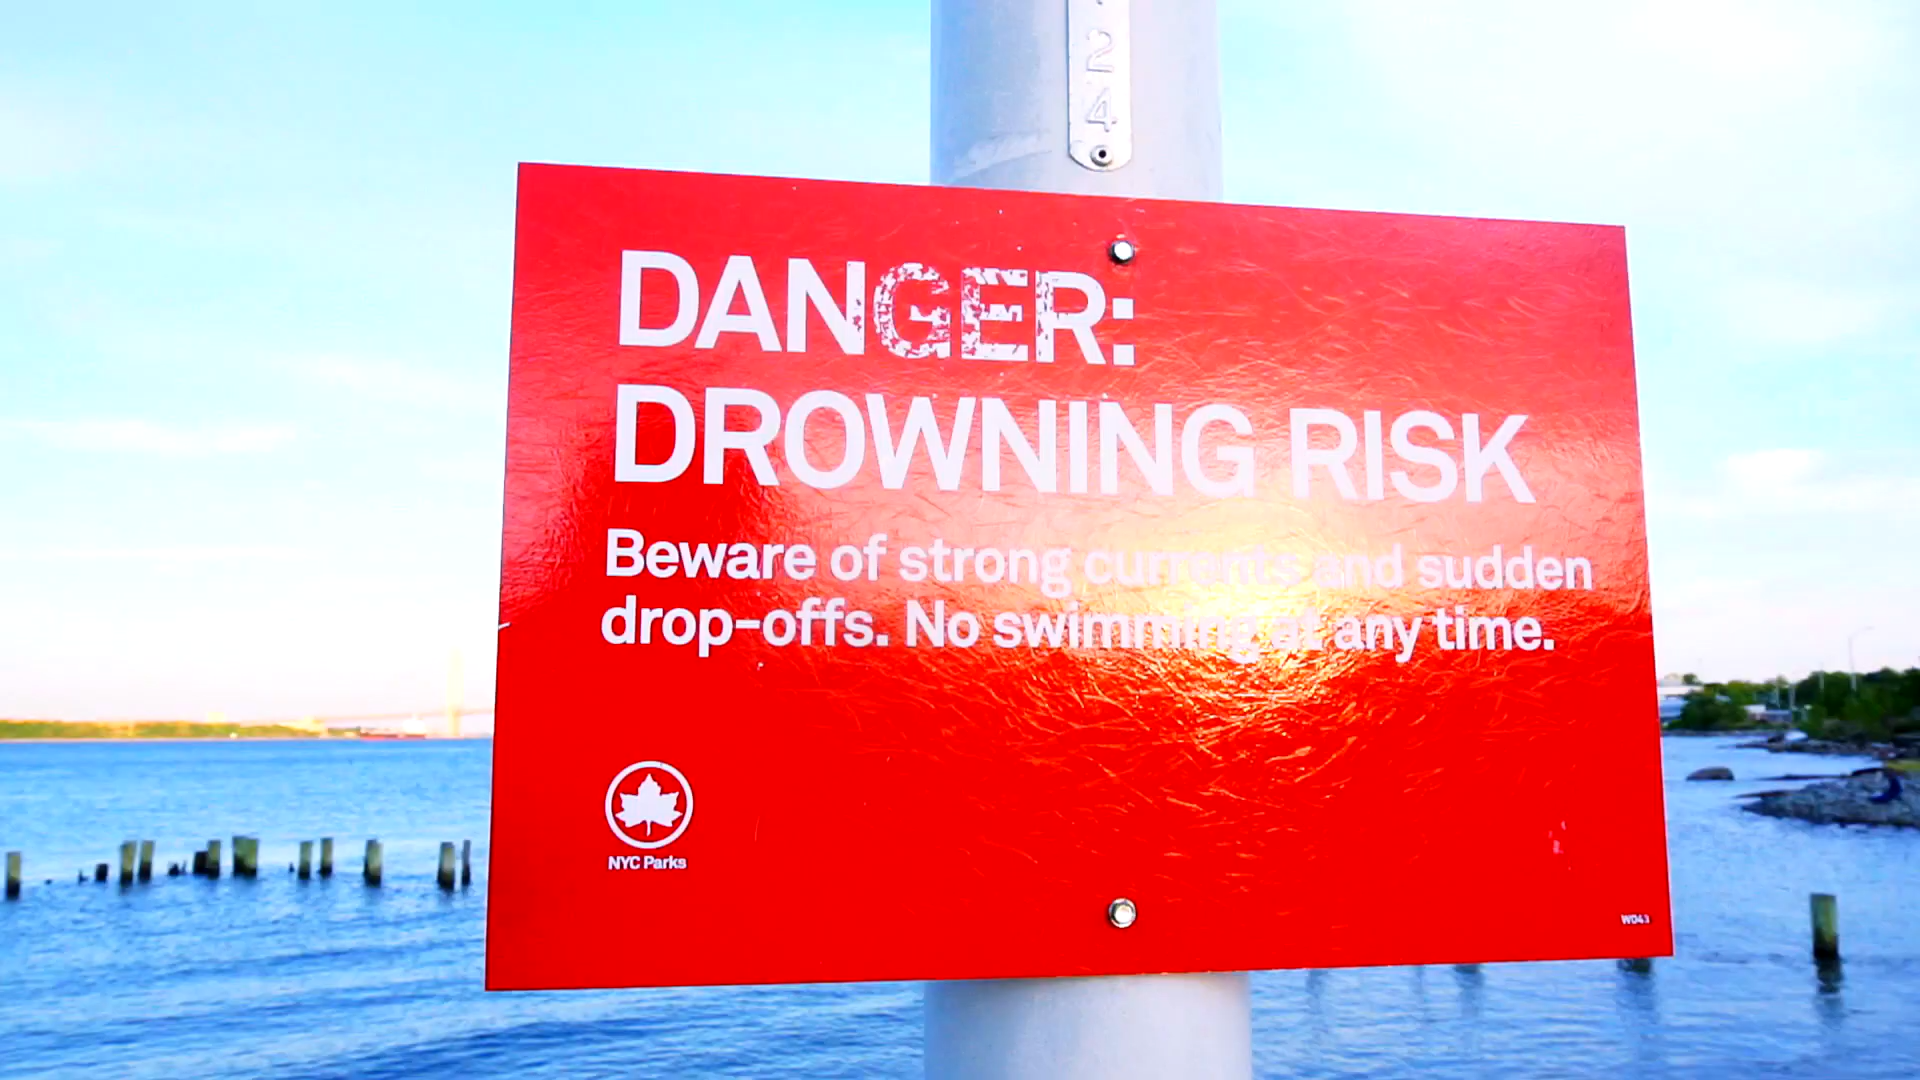 24
DANGER:
DROWNING RISK
Beware of strong currents and sudden
drop-offs. No swimming at any time.
NYC Parks
WD43